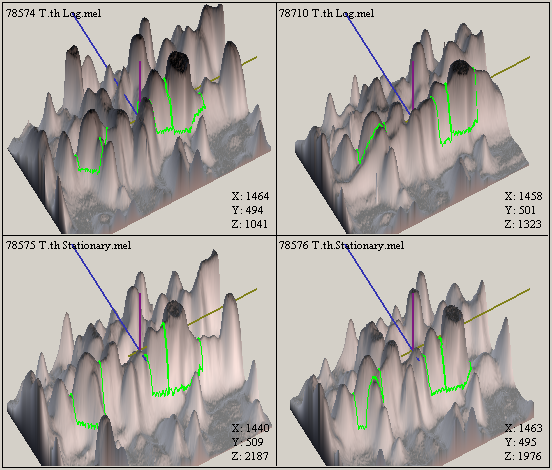 78574 T.th Log.mel
X: 1464
Y: 494
Z: 1041
78710 T.th Log.mel
X: 1458
Y: 501
Z: 1323
78575 T.th Stationary.mel
X: 1440
Y: 509
Z: 2187
78576 T.th Stationary.mel
X: 1463
Y: 495
Z: 1976